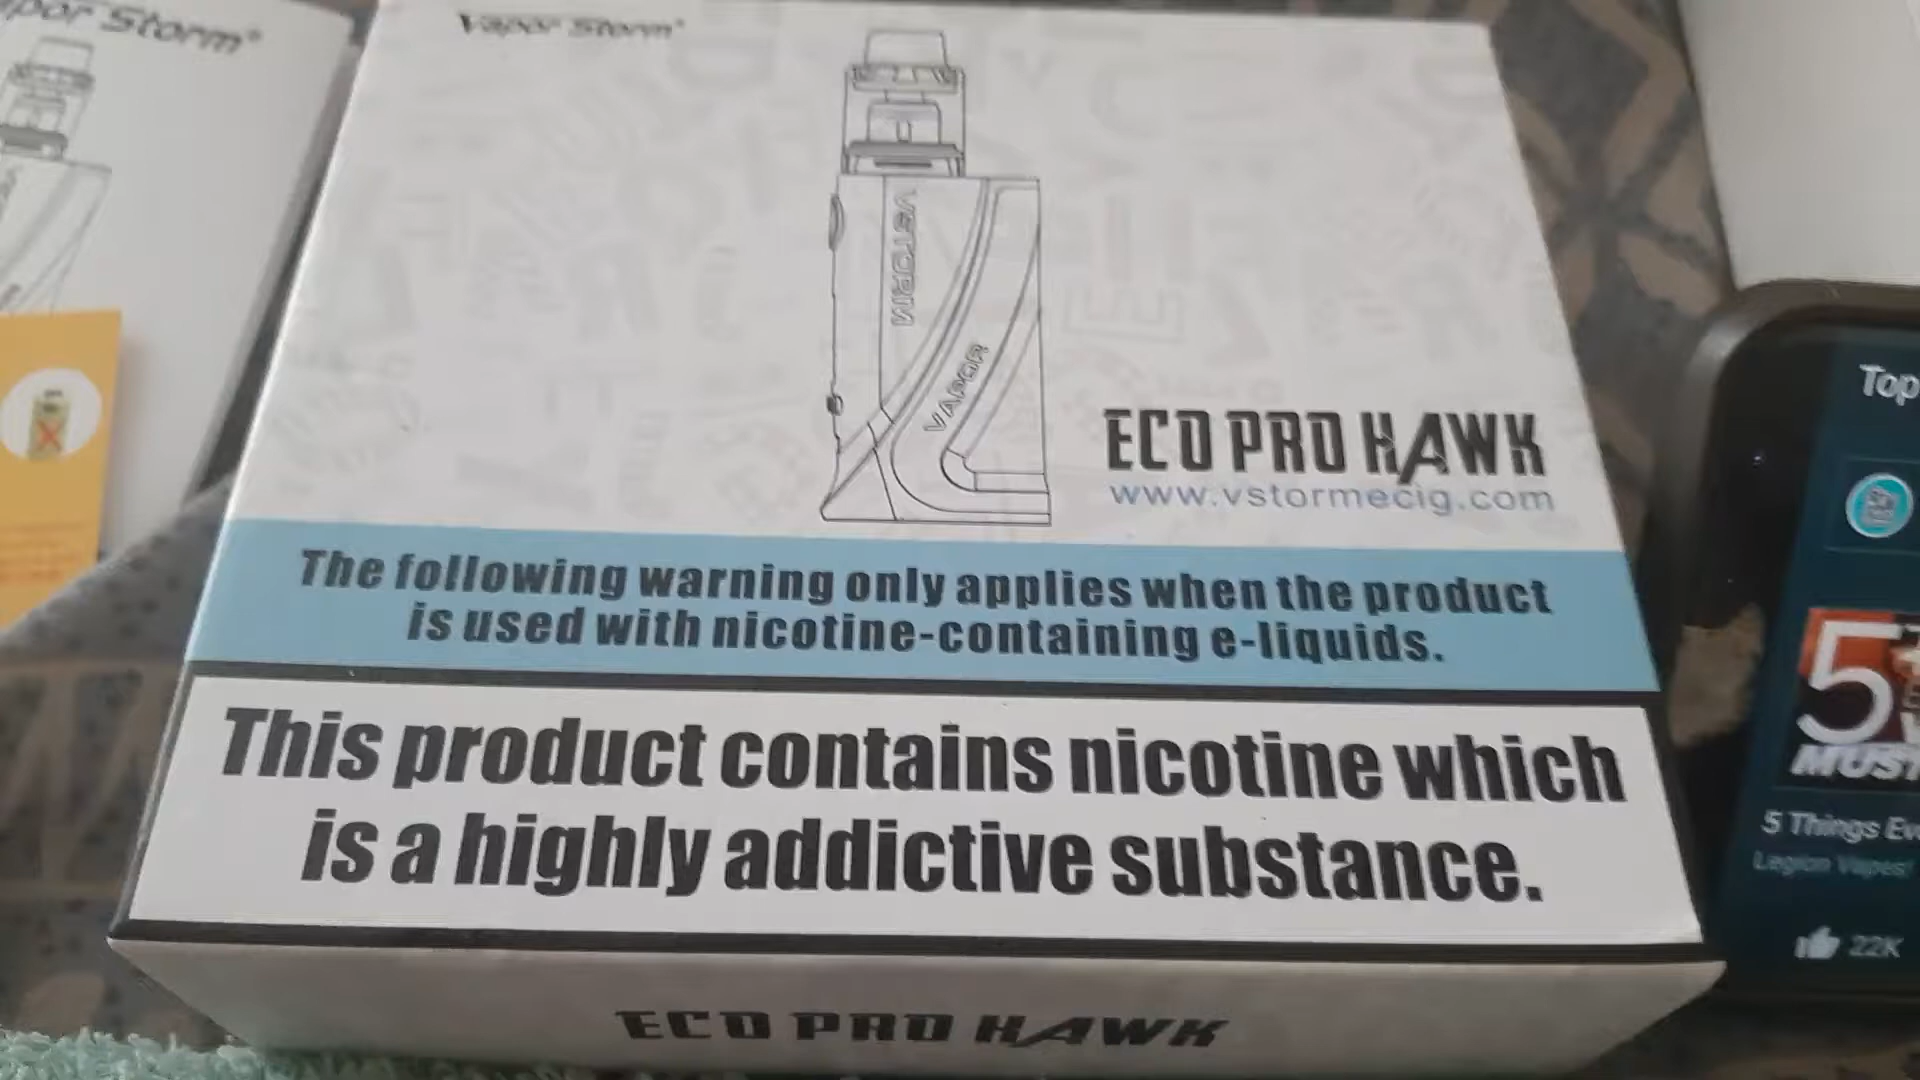 Vapor Storm®
Vapor Storm®
VSTORM
VAPOR
ECO PRO HAWK
www.vstormecig.com
The following warning only applies when the product
is used with nicotine-containing e-liquids.
This product contains nicotine which
is a highly addictive substance.
ECO PRO HAWK
Top
5
MUST
5 Things
Legion Vapes
22K